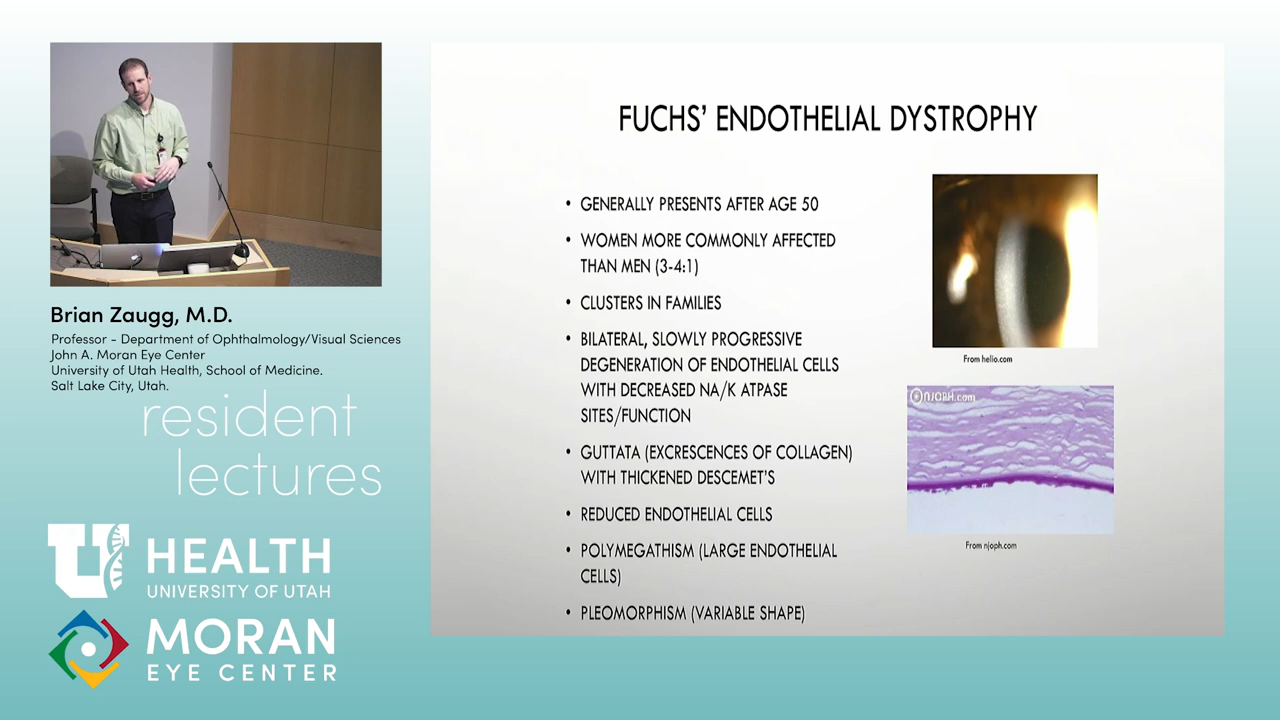 Brian Zaugg, M.D.
Professor - Department of Ophthalmology/Visual Sciences
John A. Moran Eye Center
University of Utah Health, School of Medicine.
Salt Lake City, Utah.
resident
lectures
U
HEALTH
UNIVERSITY OF UTAH
MORAN
EYE CENTER
FUCHS' ENDOTHELIAL DYSTROPHY
• GENERALLY PRESENTS AFTER AGE 50
• WOMEN MORE COMMONLY AFFECTED
THAN MEN (3-4:1)
• CLUSTERS IN FAMILIES
• BILATERAL, SLOWLY PROGRESSIVE
DEGENERATION OF ENDOTHELIAL CELLS
WITH DECREASED NA/K ATPASE
SITES/FUNCTION
• GUTTATA (EXCRESCENCES OF COLLAGEN)
WITH THICKENED DESCEMET'S
• REDUCED ENDOTHELIAL CELLS
• POLYMEGATHISM (LARGE ENDOTHELIAL
CELLS)
• PLEOMORPHISM (VARIABLE SHAPE)
From helio.com
NJOPH.com
From njoph.com